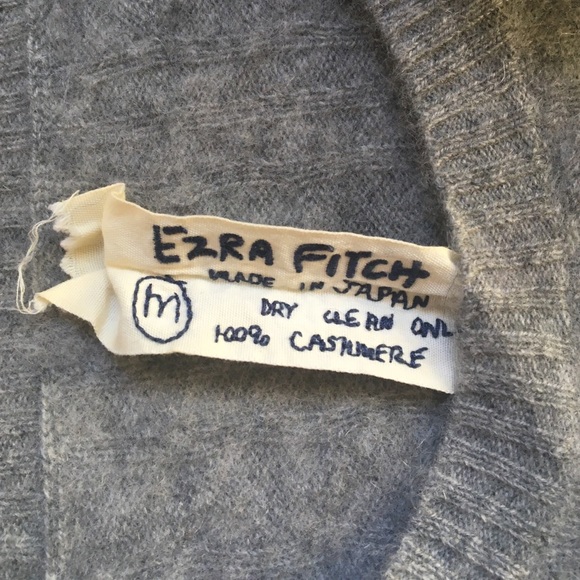 EZRA FITCH
MADE IN JAPAN
M
DRY CLEAN ONL
100% CASHMERE